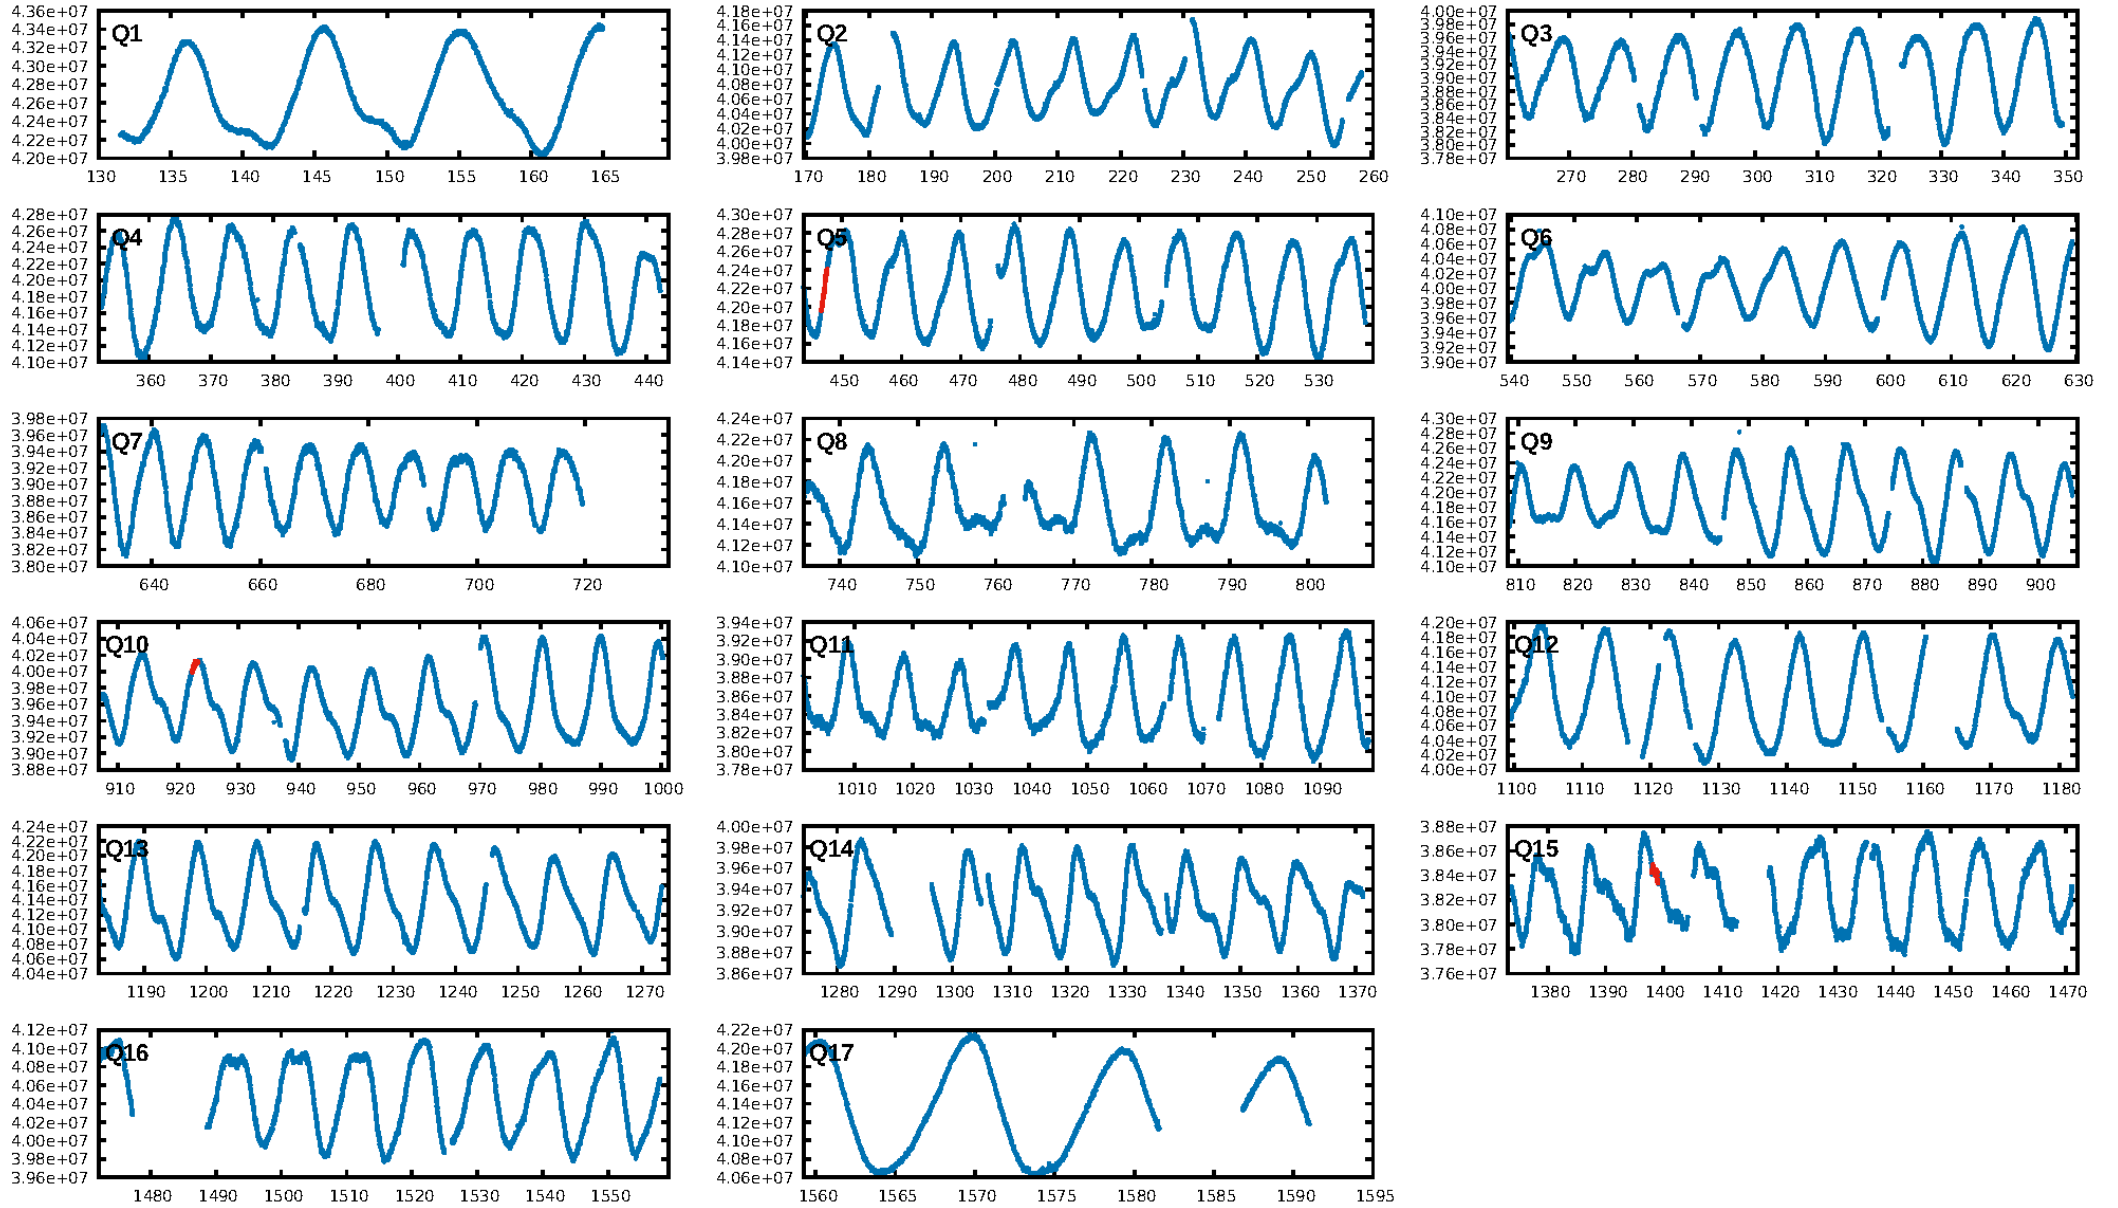 4.36e+07 4.34e+07 4.32e+07 4.30e+07 4.28e+07 4.26e+07 4.24e+07 4.22e+07 4.20e+07
Q1
130 135 140 145 150 155 160 165
4.18e+07 4.16e+07 4.14e+07 4.12e+07 4.10e+07 4.08e+07 4.06e+07 4.04e+07 4.02e+07 4.00e+07 3.98e+07
Q2
170 180 190 200 210 220 230 240 250 260
4.00e+07 3.98e+07 3.96e+07 3.94e+07 3.92e+07 3.90e+07 3.88e+07 3.86e+07 3.84e+07 3.82e+07 3.80e+07 3.78e+07
Q3
270 280 290 300 310 320 330 340 350
4.28e+07 4.26e+07 4.24e+07 4.22e+07 4.20e+07 4.18e+07 4.16e+07 4.14e+07 4.12e+07 4.10e+07
Q4
360 370 380 390 400 410 420 430 440
4.30e+07 4.28e+07 4.26e+07 4.24e+07 4.22e+07 4.20e+07 4.18e+07 4.16e+07 4.14e+07
Q5
450 460 470 480 490 500 510 520 530
4.10e+07 4.08e+07 4.06e+07 4.04e+07 4.02e+07 4.00e+07 3.98e+07 3.96e+07 3.94e+07 3.92e+07 3.90e+07
Q6
540 550 560 570 580 590 600 610 620 630
3.98e+07 3.96e+07 3.94e+07 3.92e+07 3.90e+07 3.88e+07 3.86e+07 3.84e+07 3.82e+07 3.80e+07
Q7
640 660 680 700 720
4.24e+07 4.22e+07 4.20e+07 4.18e+07 4.16e+07 4.14e+07 4.12e+07 4.10e+07
Q8
740 750 760 770 780 790 800
4.30e+07 4.28e+07 4.26e+07 4.24e+07 4.22e+07 4.20e+07 4.18e+07 4.16e+07 4.14e+07 4.12e+07 4.10e+07
Q9
810 820 830 840 850 860 870 880 890 900
4.06e+07 4.04e+07 4.02e+07 4.00e+07 3.98e+07 3.96e+07 3.94e+07 3.92e+07 3.90e+07 3.88e+07
Q10
910 920 930 940 950 960 970 980 990 1000
3.94e+07 3.92e+07 3.90e+07 3.88e+07 3.86e+07 3.84e+07 3.82e+07 3.80e+07 3.78e+07
Q11
1010 1020 1030 1040 1050 1060 1070 1080 1090
4.20e+07 4.18e+07 4.16e+07 4.14e+07 4.12e+07 4.10e+07 4.08e+07 4.06e+07 4.04e+07 4.02e+07 4.00e+07
Q12
1100 1110 1120 1130 1140 1150 1160 1170 1180
4.24e+07 4.22e+07 4.20e+07 4.18e+07 4.16e+07 4.14e+07 4.12e+07 4.10e+07 4.08e+07 4.06e+07 4.04e+07
Q13
1190 1200 1210 1220 1230 1240 1250 1260 1270
4.00e+07 3.98e+07 3.96e+07 3.94e+07 3.92e+07 3.90e+07 3.88e+07 3.86e+07
Q14
1280 1290 1300 1310 1320 1330 1340 1350 1360 1370
3.88e+07 3.86e+07 3.84e+07 3.82e+07 3.80e+07 3.78e+07 3.76e+07
Q15
1380 1390 1400 1410 1420 1430 1440 1450 1460 1470
4.12e+07 4.10e+07 4.08e+07 4.06e+07 4.04e+07 4.02e+07 4.00e+07 3.98e+07 3.96e+07
Q16
1480 1490 1500 1510 1520 1530 1540 1550
4.22e+07 4.20e+07 4.18e+07 4.16e+07 4.14e+07 4.12e+07 4.10e+07 4.08e+07 4.06e+07
Q17
1560 1565 1570 1575 1580 1585 1590 1595